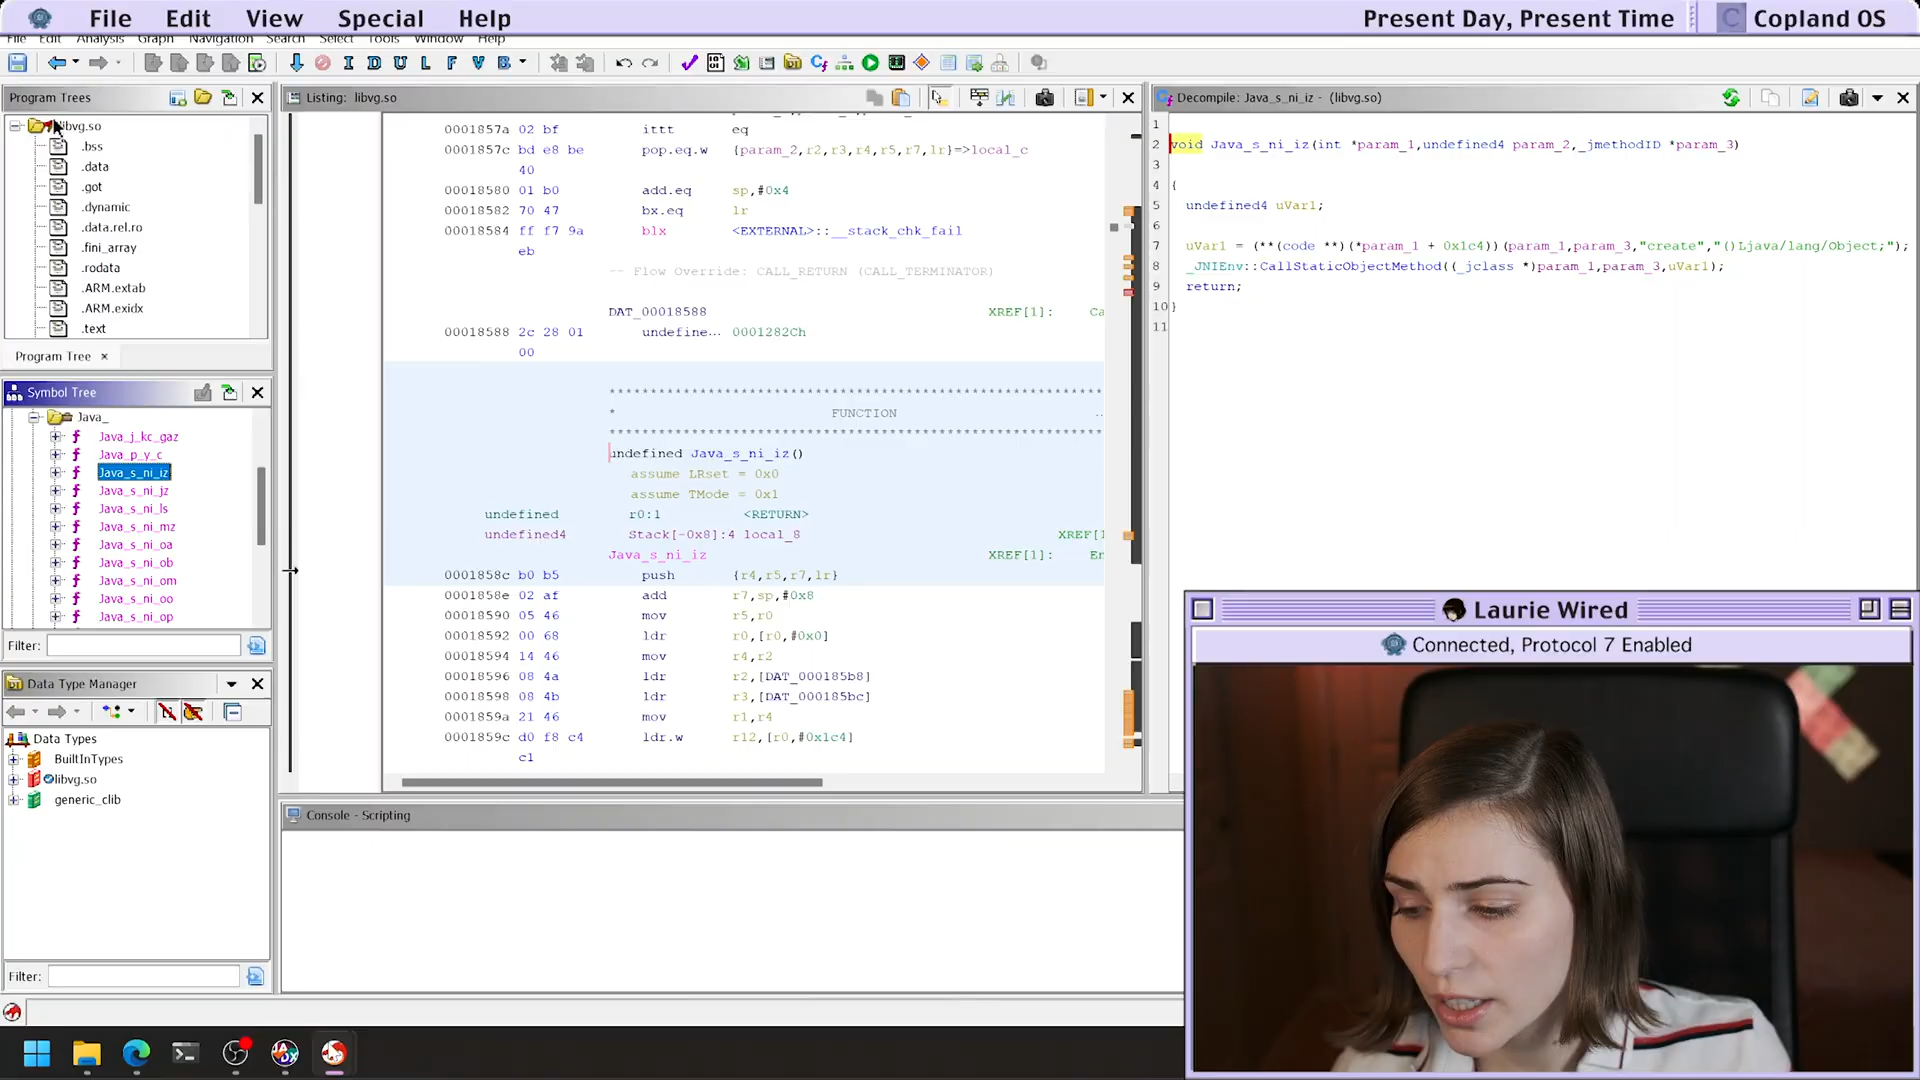 File Edit View Special Help
Present Day, Present Time
Copland OS
File Edit Analysis Graph Navigation Search Select Tools Window Help
I D U L F V B
Program Trees
libvg.so
.bss
.data
.got
.dynamic
.data.rel.ro
.fini_array
.rodata
.ARM.extab
.ARM.exidx
.text
Program Tree
Symbol Tree
Java_
Java_j_kc_gaz
Java_p_y_c
Java_s_ni_iz
Java_s_ni_jz
Java_s_ni_ls
Java_s_ni_mz
Java_s_ni_oa
Java_s_ni_ob
Java_s_ni_om
Java_s_ni_oo
Java_s_ni_op
Filter:
Data Type Manager
Data Types
BuiltInTypes
libvg.so
generic_clib
Filter:
Listing: libvg.so
0001857a 02 bf ittt eq
0001857c bd e8 be pop.eq.w {param_2,r2,r3,r4,r5,r7,lr}=>local_c
40
00018580 01 b0 add.eq sp,#0x4
00018582 70 47 bx.eq lr
00018584 ff f7 9a blx <EXTERNAL>::__stack_chk_fail
eb
-- Flow Override: CALL_RETURN (CALL_TERMINATOR)
DAT_00018588 XREF[1]: Ca
00018588 2c 28 01 undefine... 0001282Ch
00
* FUNCTION ..
undefined Java_s_ni_iz()
assume LRset = 0x0
assume TMode = 0x1
undefined r0:1 <RETURN>
undefined4 Stack[-0x8]:4 local_8 XREF[1
Java_s_ni_iz XREF[1]: En
0001858c b0 b5 push {r4,r5,r7,lr}
0001858e 02 af add r7,sp,#0x8
00018590 05 46 mov r5,r0
00018592 00 68 ldr r0,[r0,#0x0]
00018594 14 46 mov r4,r2
00018596 08 4a ldr r2,[DAT_000185b8]
00018598 08 4b ldr r3,[DAT_000185bc]
0001859a 21 46 mov r1,r4
0001859c d0 f8 c4 ldr.w r12,[r0,#0x1c4]
c1
Console - Scripting
Decompile: Java_s_ni_iz - (libvg.so)
1
2 void Java_s_ni_iz(int *param_1,undefined4 param_2,_jmethodID *param_3)
3
4 {
5 undefined4 uVar1;
6
7 uVar1 = (**(code **)(*param_1 + 0x1c4))(param_1,param_3,"create","()Ljava/lang/Object;");
8 _JNIEnv::CallStaticObjectMethod((_jclass *)param_1,param_3,uVar1);
9 return;
10 }
11
Laurie Wired
Connected, Protocol 7 Enabled